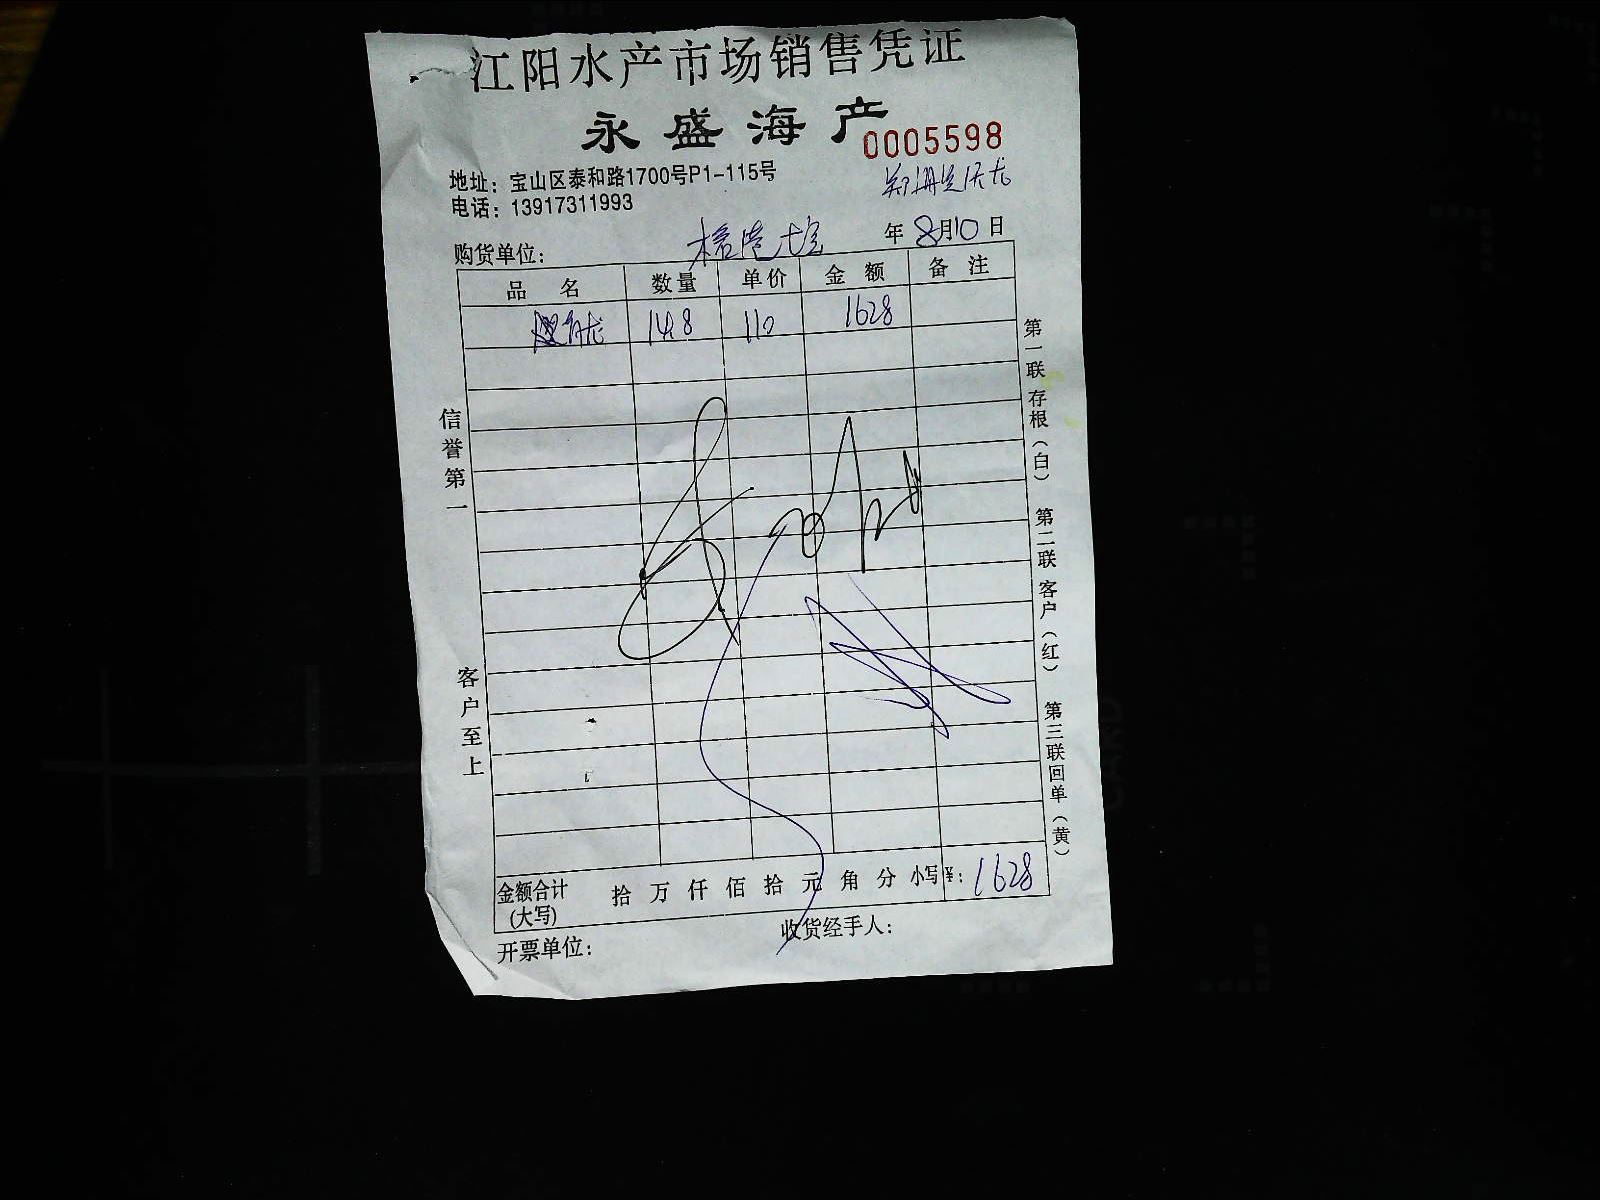 江阳水产市场销售凭证
永盛海产
0005598
地址：宝山区泰和路1700号P1-115号
电话：13917311993
购货单位：
年 8月10日
品 名 数量 单价 金 额 备 注
14.8 110 1628
信誉第一
客户至上
第一联 存根（白） 第二联 客户（红） 第三联 回单（黄）
金额合计（大写） 拾 万 仟 佰 拾 元 角 分 小写¥：1628
开票单位： 收货经手人：